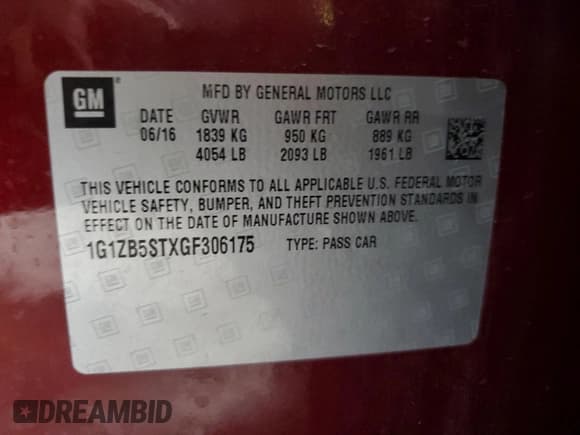 GM
MFD BY GENERAL MOTORS LLC
DATE GVWR GAWR FRT GAWR RR
06/16 1839 KG 950 KG 889 KG
4054 LB 2093 LB 1961 LB
THIS VEHICLE CONFORMS TO ALL APPLICABLE U.S. FEDERAL MOTOR
VEHICLE SAFETY, BUMPER, AND THEFT PREVENTION STANDARDS IN
EFFECT ON THE DATE OF MANUFACTURE SHOWN ABOVE.
1G1ZB5STXGF306175 TYPE: PASS CAR
DREAMBID